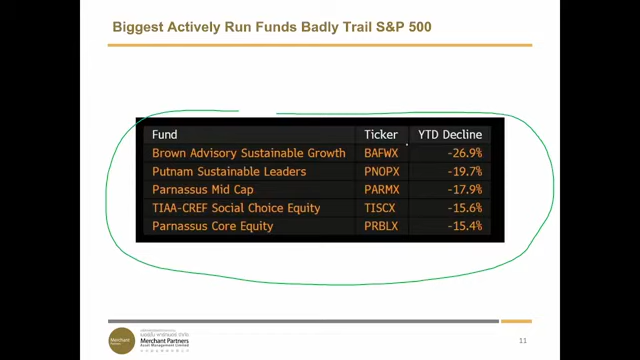 Biggest Actively Run Funds Badly Trail S&P 500
Fund Ticker YTD Decline
Brown Advisory Sustainable Growth BAFWX -26.9%
Putnam Sustainable Leaders PNOPX -19.7%
Parnassus Mid Cap PARMX -17.9%
TIAA-CREF Social Choice Equity TISCX -15.6%
Parnassus Core Equity PRBLX -15.4%
Merchant
Partners
Merchant Partners
Asset Management Limited
11